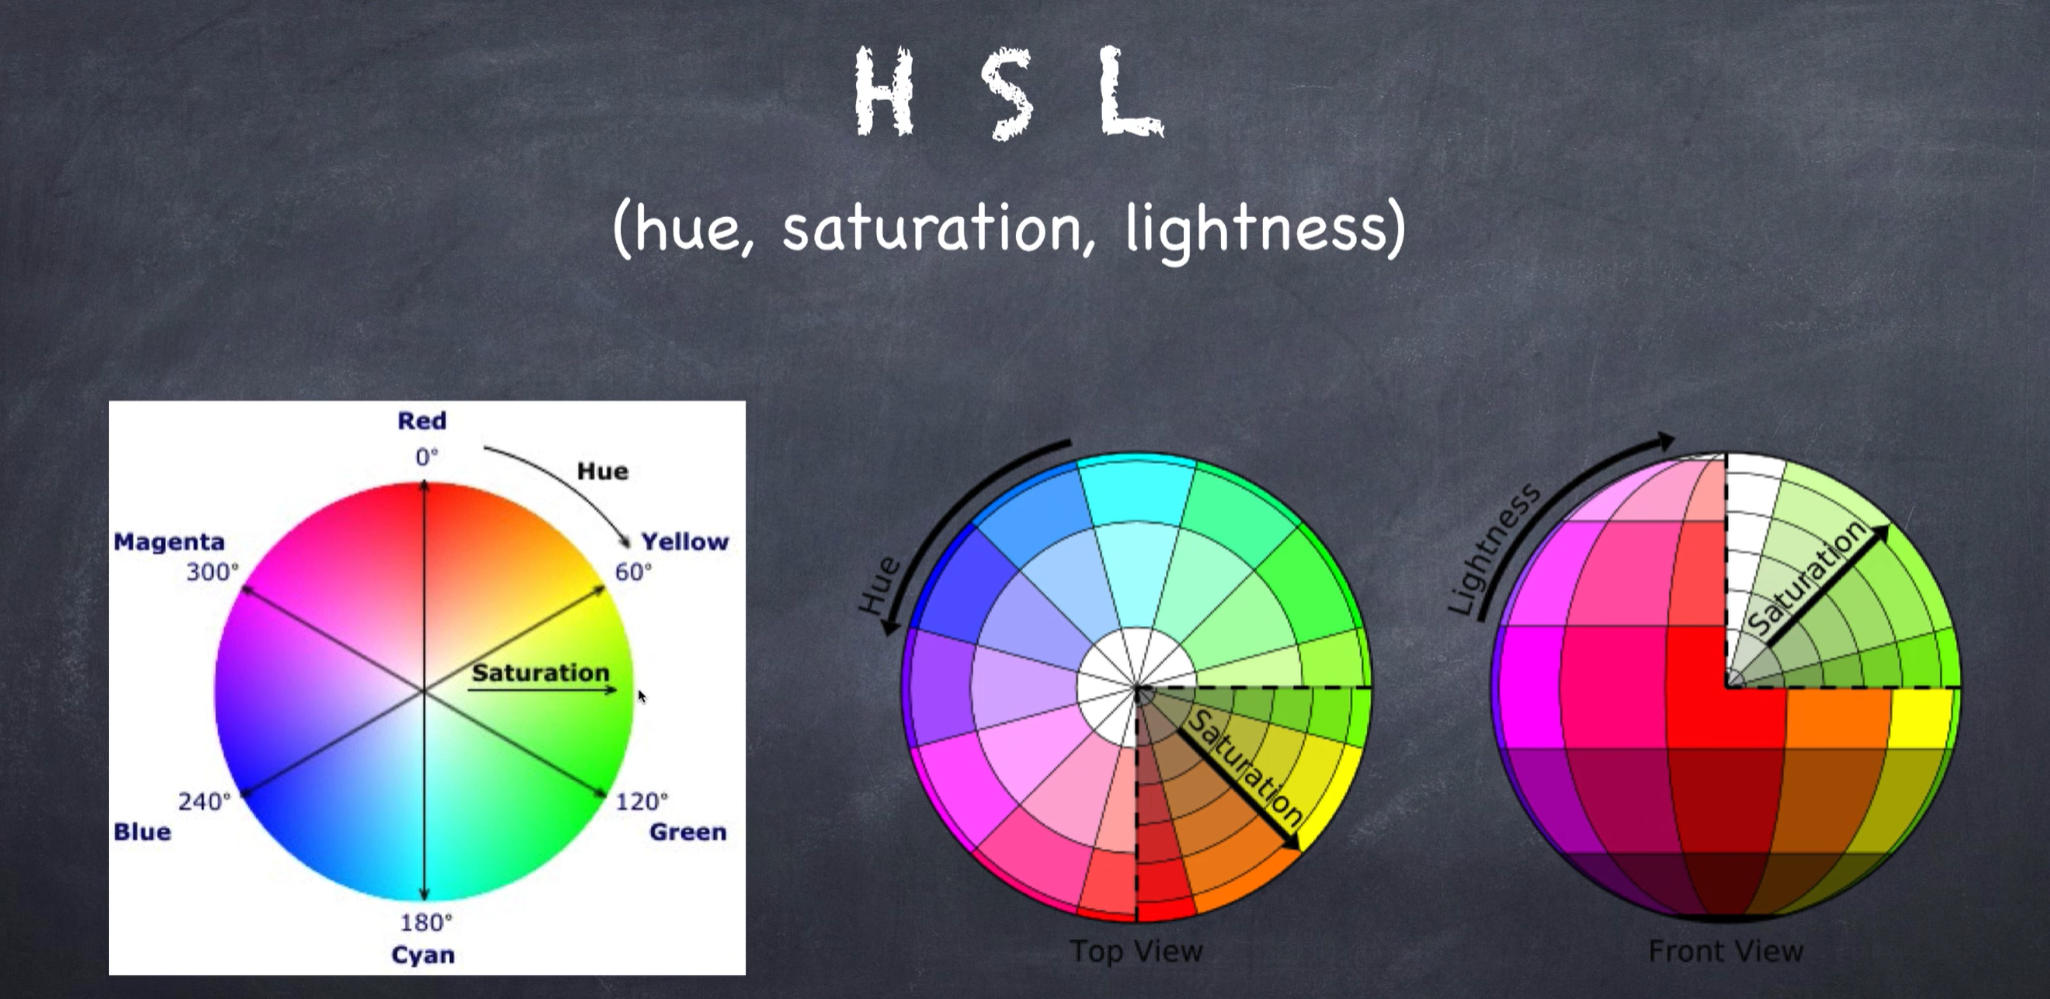 H S L
(hue, saturation, lightness)
Red
0°
Hue
Magenta
300°
Yellow
60°
Saturation
240°
Blue
120°
Green
180°
Cyan
Hue
Saturation
Top View
Lightness
Saturation
Front View